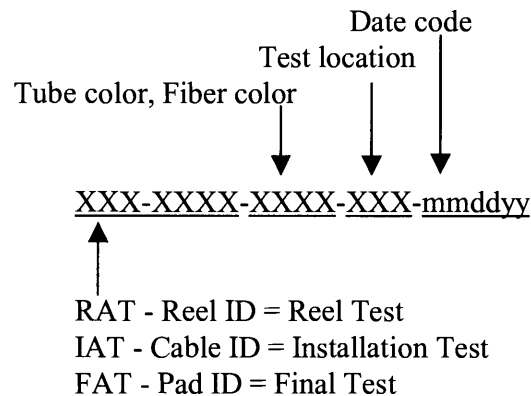 Date code
Test location
Tube color, Fiber color
XXX-XXXX-XXXX-XXX-mmddyy
RAT - Reel ID = Reel Test
IAT - Cable ID = Installation Test
FAT - Pad ID = Final Test